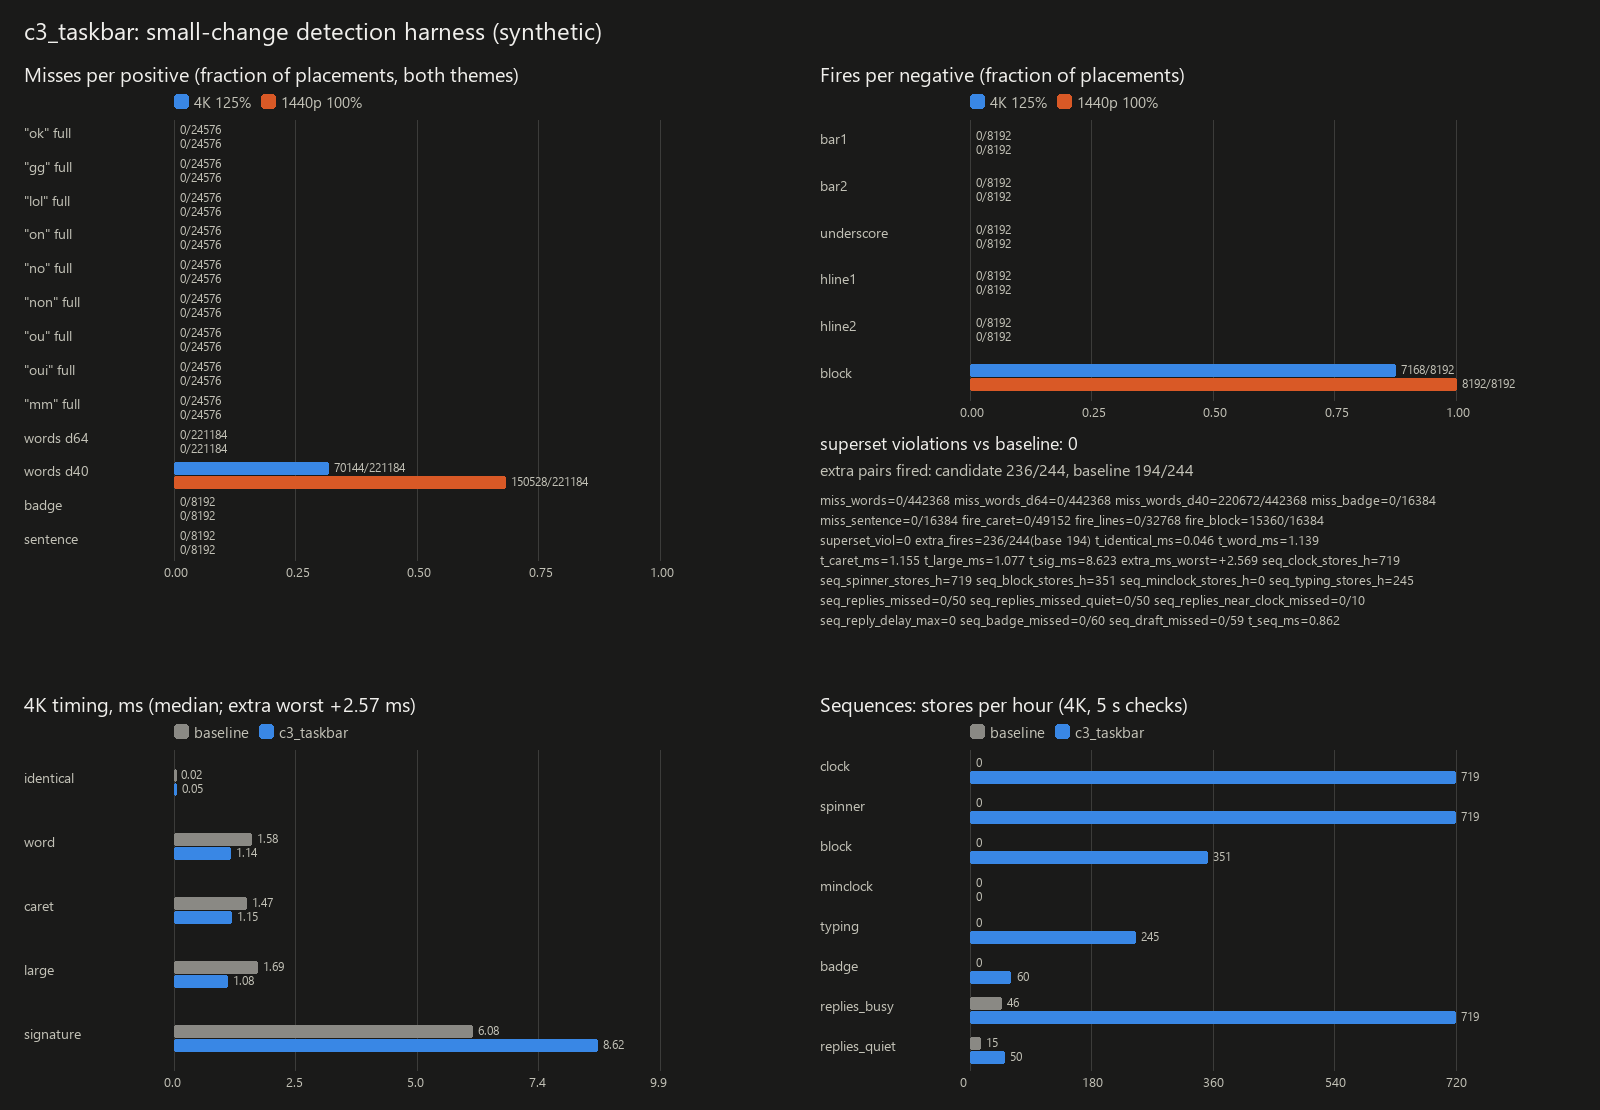 c3_taskbar: small-change detection harness (synthetic)
Misses per positive (fraction of placements, both themes)
4K 125% 1440p 100%
"ok" full 0/24576
0/24576
"gg" full 0/24576
0/24576
"lol" full 0/24576
0/24576
"on" full 0/24576
0/24576
"no" full 0/24576
0/24576
"non" full 0/24576
0/24576
"ou" full 0/24576
0/24576
"oui" full 0/24576
0/24576
"mm" full 0/24576
0/24576
words d64 0/221184
0/221184
words d40 70144/221184
150528/221184
badge 0/8192
0/8192
sentence 0/8192
0/8192
0.00 0.25 0.50 0.75 1.00
Fires per negative (fraction of placements)
4K 125% 1440p 100%
bar1 0/8192
0/8192
bar2 0/8192
0/8192
underscore 0/8192
0/8192
hline1 0/8192
0/8192
hline2 0/8192
0/8192
block 7168/8192
8192/8192
0.00 0.25 0.50 0.75 1.00
superset violations vs baseline: 0
extra pairs fired: candidate 236/244, baseline 194/244
miss_words=0/442368 miss_words_d64=0/442368 miss_words_d40=220672/442368 miss_badge=0/16384
miss_sentence=0/16384 fire_caret=0/49152 fire_lines=0/32768 fire_block=15360/16384
superset_viol=0 extra_fires=236/244(base 194) t_identical_ms=0.046 t_word_ms=1.139
t_caret_ms=1.155 t_large_ms=1.077 t_sig_ms=8.623 extra_ms_worst=+2.569 seq_clock_stores_h=719
seq_spinner_stores_h=719 seq_block_stores_h=351 seq_minclock_stores_h=0 seq_typing_stores_h=245
seq_replies_missed=0/50 seq_replies_missed_quiet=0/50 seq_replies_near_clock_missed=0/10
seq_reply_delay_max=0 seq_badge_missed=0/60 seq_draft_missed=0/59 t_seq_ms=0.862
4K timing, ms (median; extra worst +2.57 ms)
baseline c3_taskbar
identical 0.02
0.05
word 1.58
1.14
caret 1.47
1.15
large 1.69
1.08
signature 6.08
8.62
0.0 2.5 5.0 7.4 9.9
Sequences: stores per hour (4K, 5 s checks)
baseline c3_taskbar
clock 0
719
spinner 0
719
block 0
351
minclock 0
0
typing 0
245
badge 0
60
replies_busy 46
719
replies_quiet 15
50
0 180 360 540 720